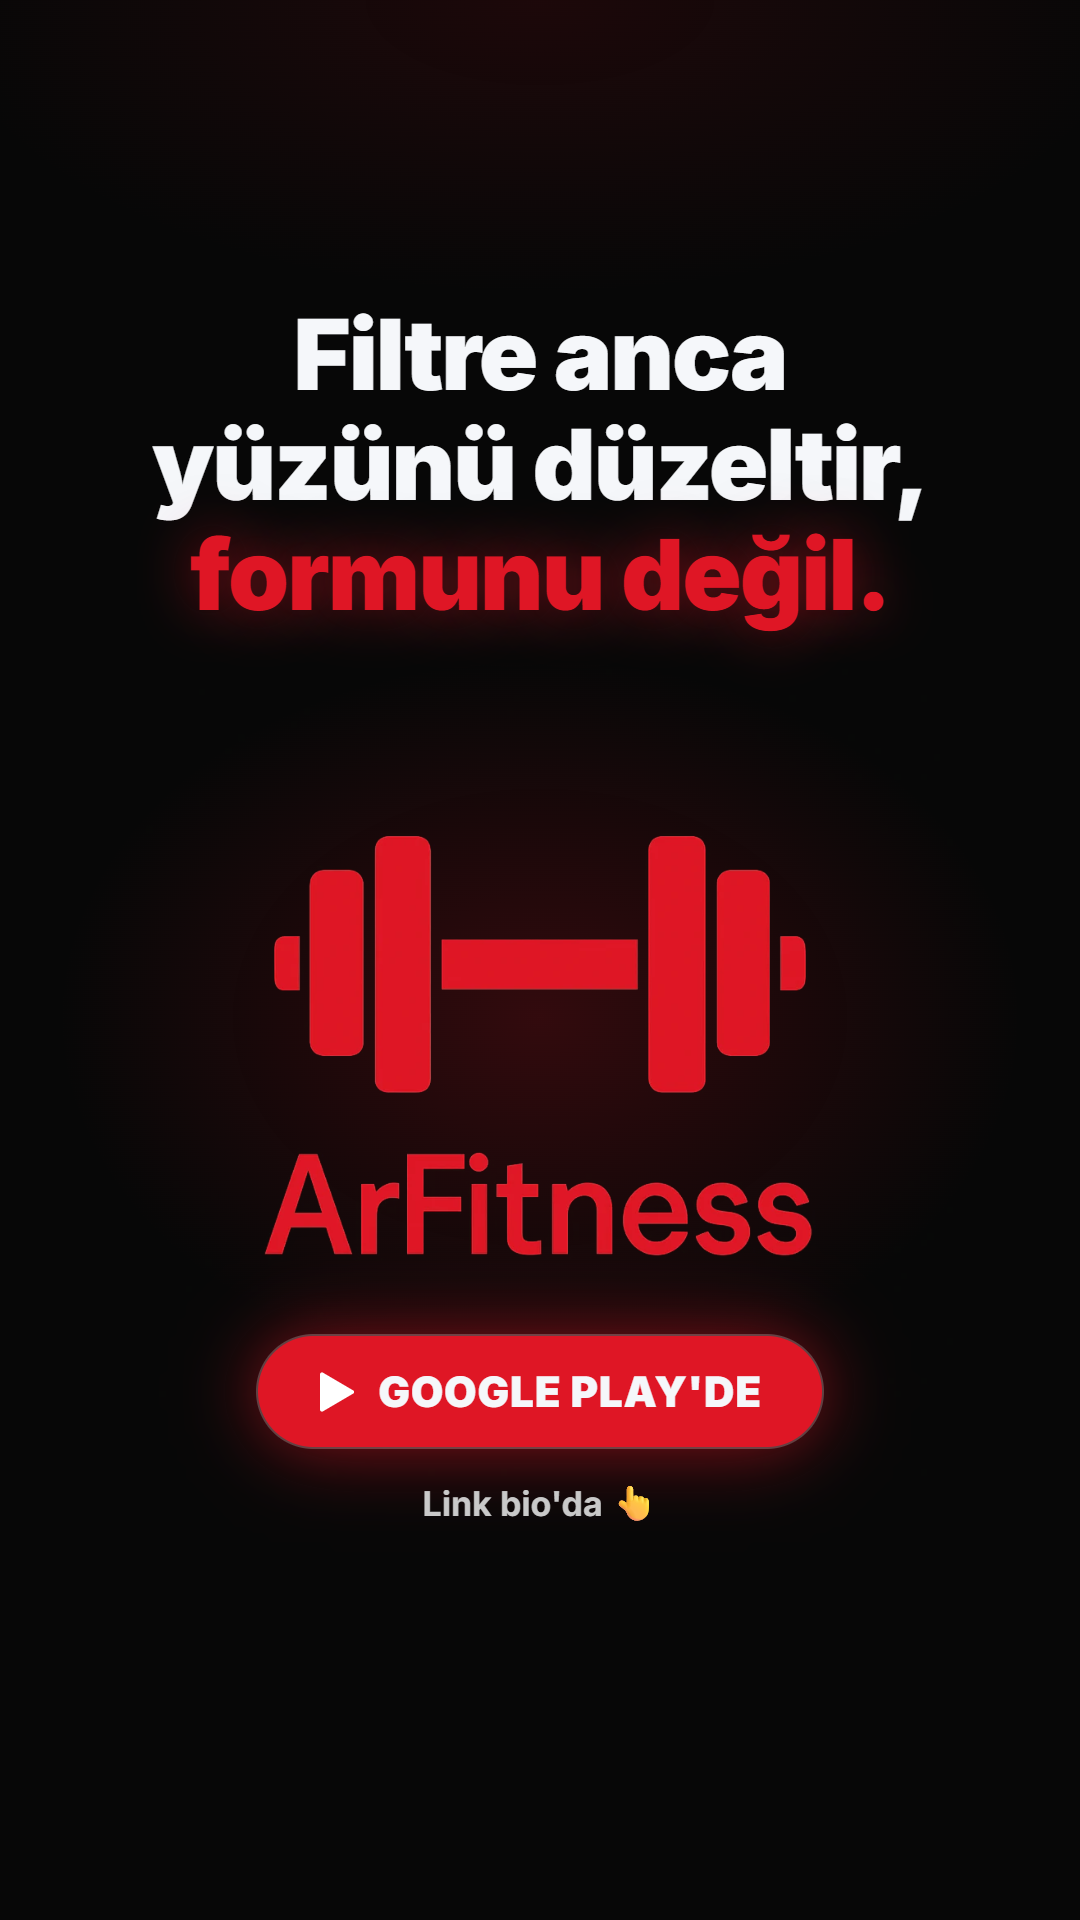 Filtre anca
yüzünü düzeltir,
formunu değil.
ArFitness
GOOGLE PLAY'DE
Link bio'da 👆